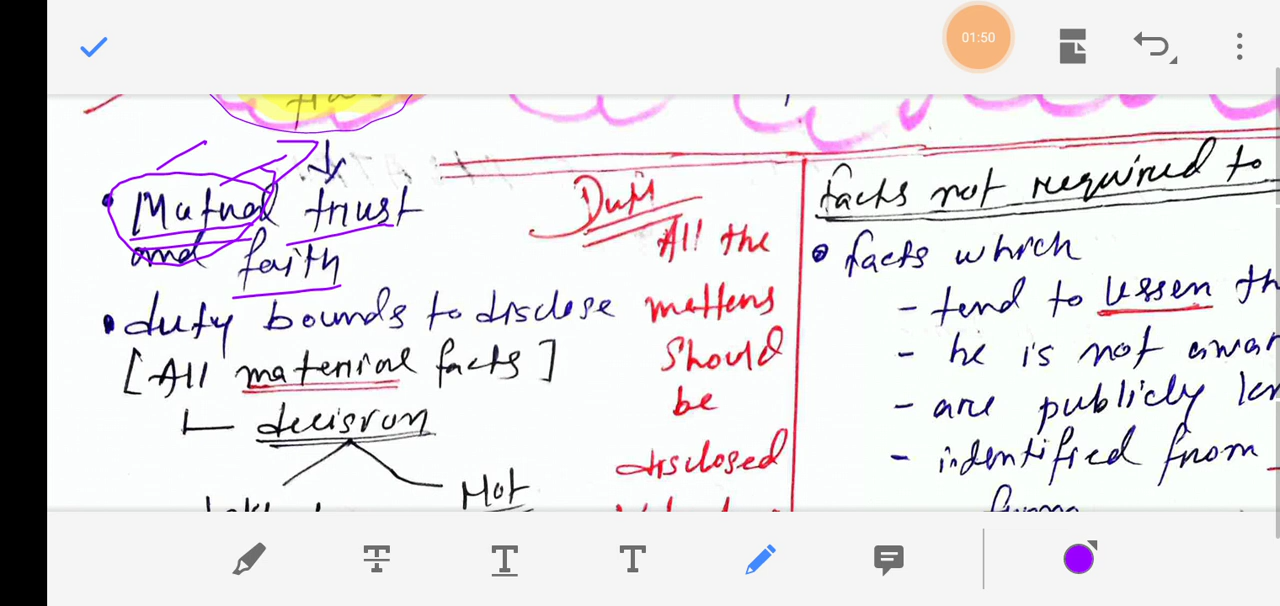 01:50
Mutual trust
and faith
• duty bounds to disclose
[All material facts]
decision
Not
Duty
All the
matters
Should
be
disclosed
facts not required to
• facts which
- tend to lessen th
- he is not awar
- are publicly
- indentified from
T T T